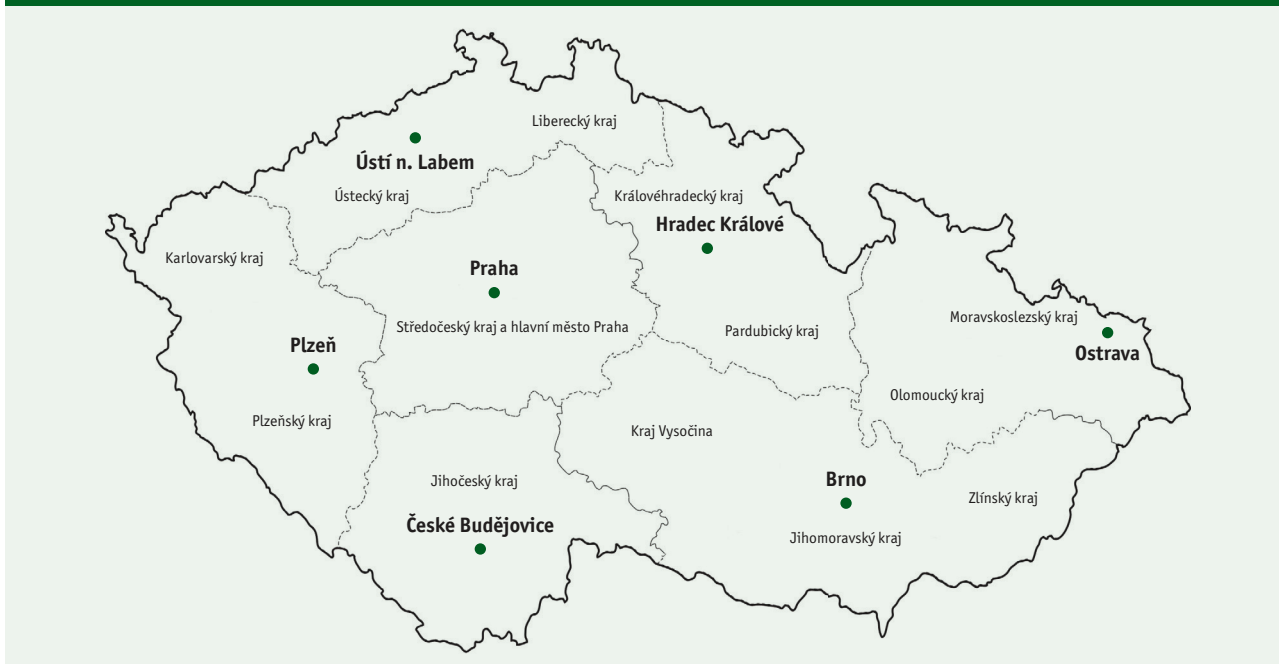 Liberecký kraj
Ústí n. Labem
Ústecký kraj
Královéhradecký kraj
Hradec Králové
Karlovarský kraj
Praha
Středočeský kraj a hlavní město Praha
Pardubický kraj
Moravskoslezský kraj
Ostrava
Plzeň
Plzeňský kraj
Olomoucký kraj
Kraj Vysočina
Jihočeský kraj
České Budějovice
Brno
Zlínský kraj
Jihomoravský kraj